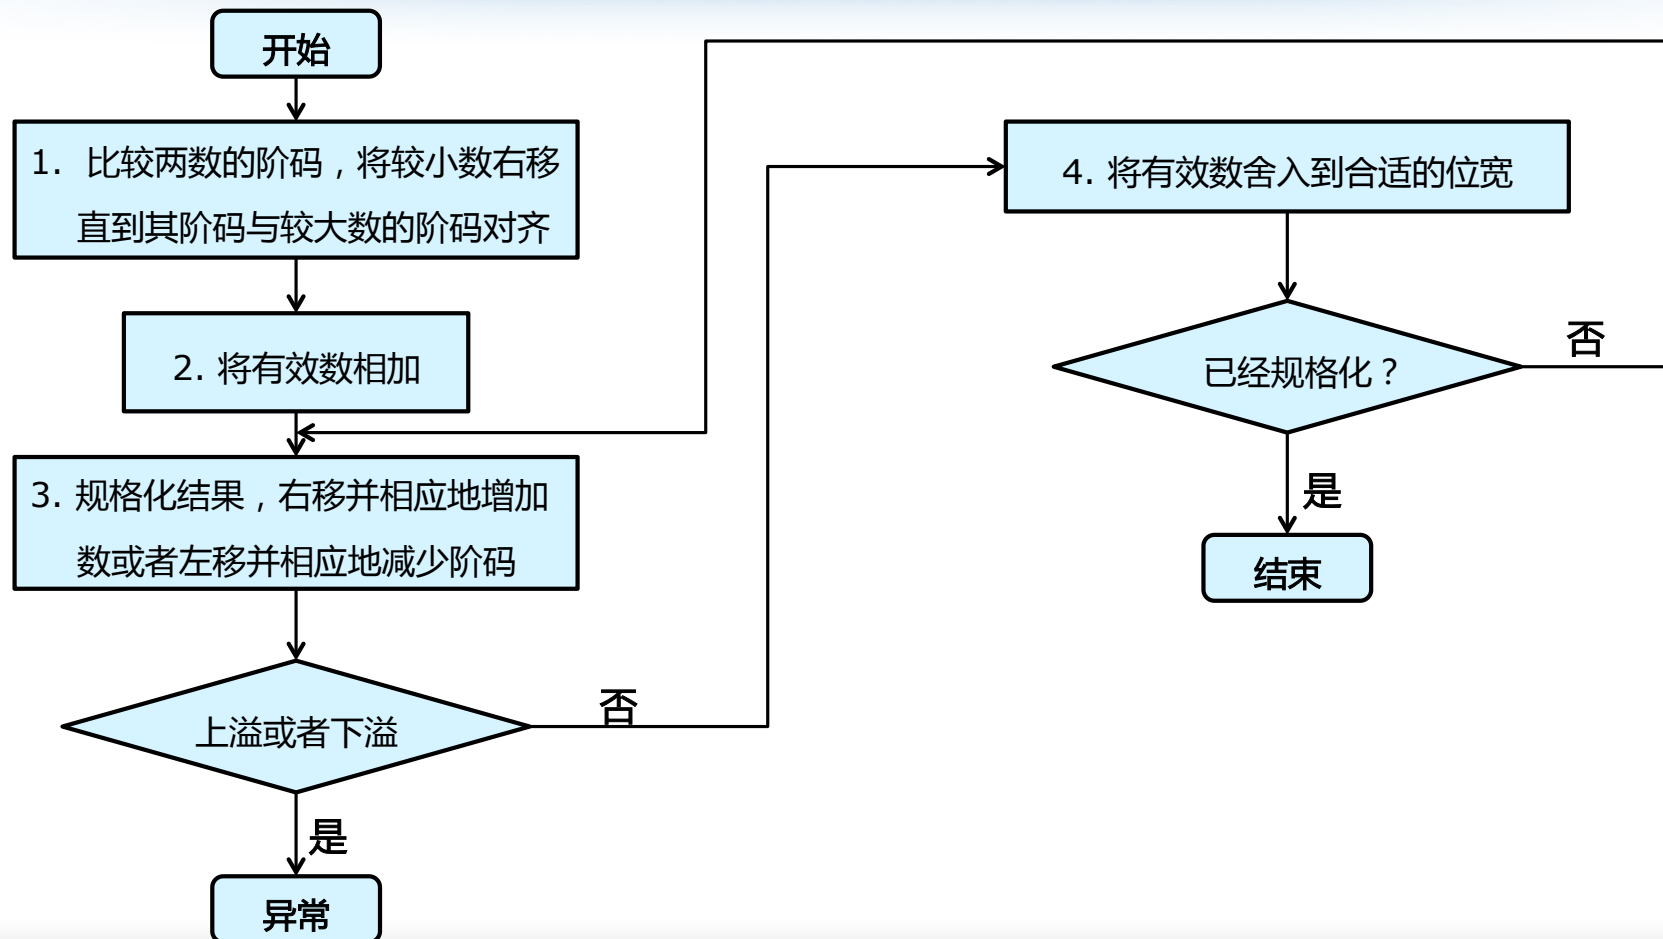 开始
1. 比较两数的阶码，将较小数右移
直到其阶码与较大数的阶码对齐
2. 将有效数相加
3. 规格化结果，右移并相应地增加
数或者左移并相应地减少阶码
上溢或者下溢
否
是
异常
4. 将有效数舍入到合适的位宽
已经规格化？
否
是
结束